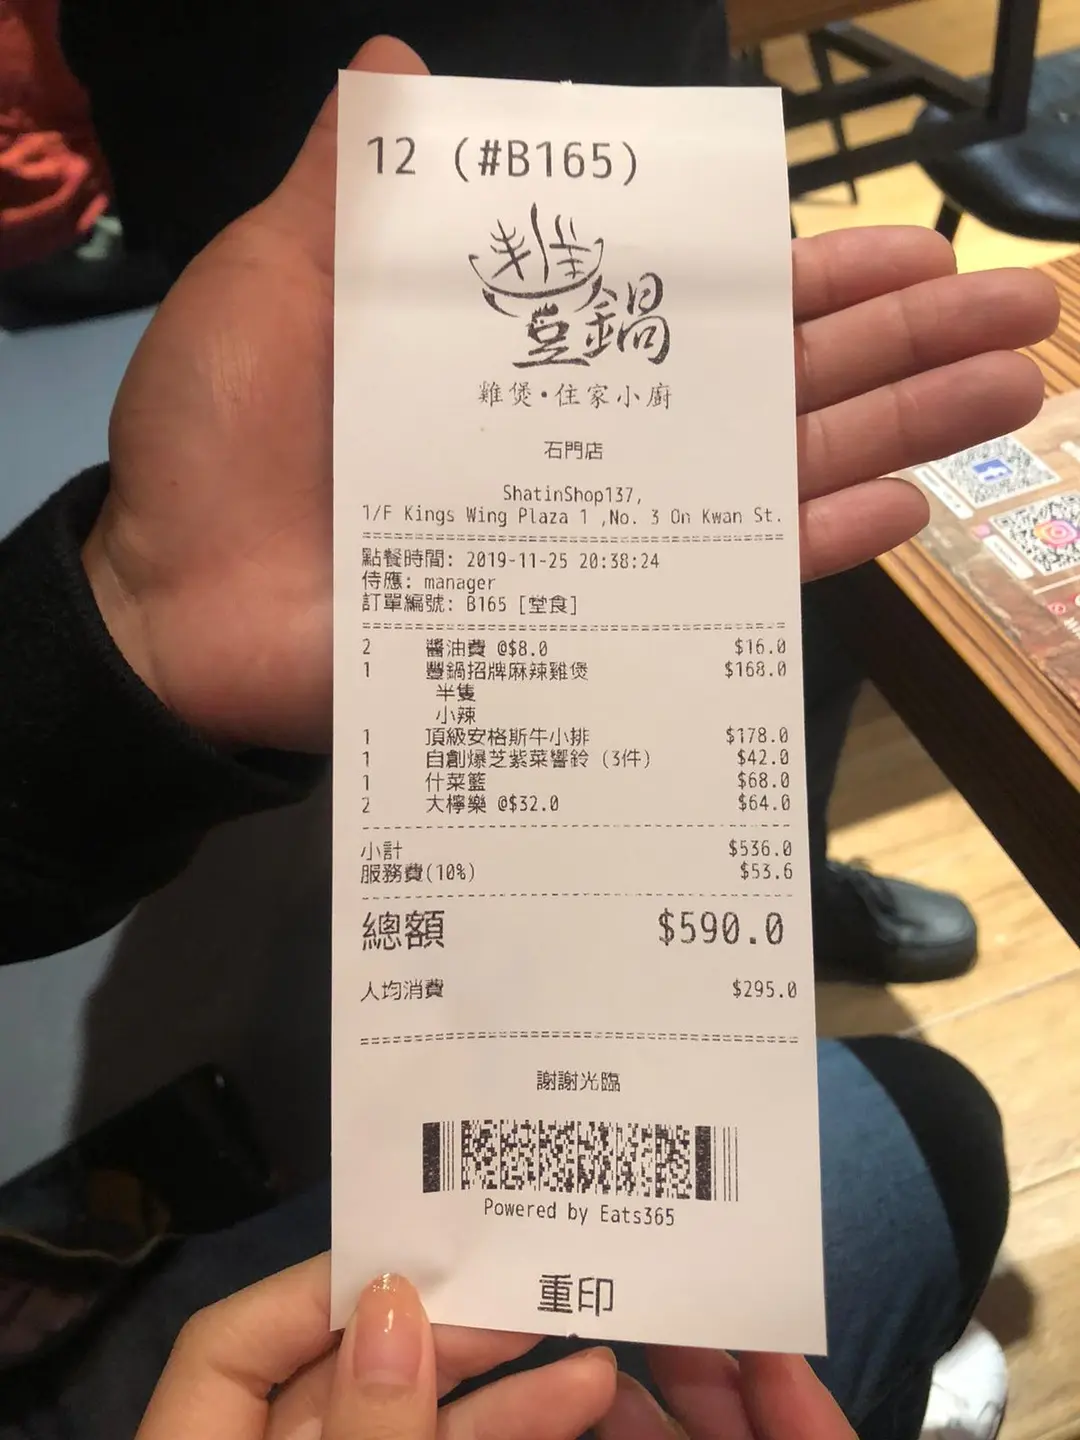 12 (#B165)
豐鍋
雞煲·住家小廚
石門店
ShatinShop137,
1/F Kings Wing Plaza 1 ,No. 3 On Kwan St.
點餐時間: 2019-11-25 20:38:24
侍應: manager
訂單編號: B165 [堂食]
2 醬油費 @$8.0 $16.0
1 豐鍋招牌麻辣雞煲 $168.0
半隻
小辣
1 頂級安格斯牛小排 $178.0
1 自創爆芝紫菜響鈴 (3件) $42.0
1 什菜籃 $68.0
2 大檸樂 @$32.0 $64.0
小計 $536.0
服務費(10%) $53.6
總額 $590.0
人均消費 $295.0
謝謝光臨
Powered by Eats365
重印